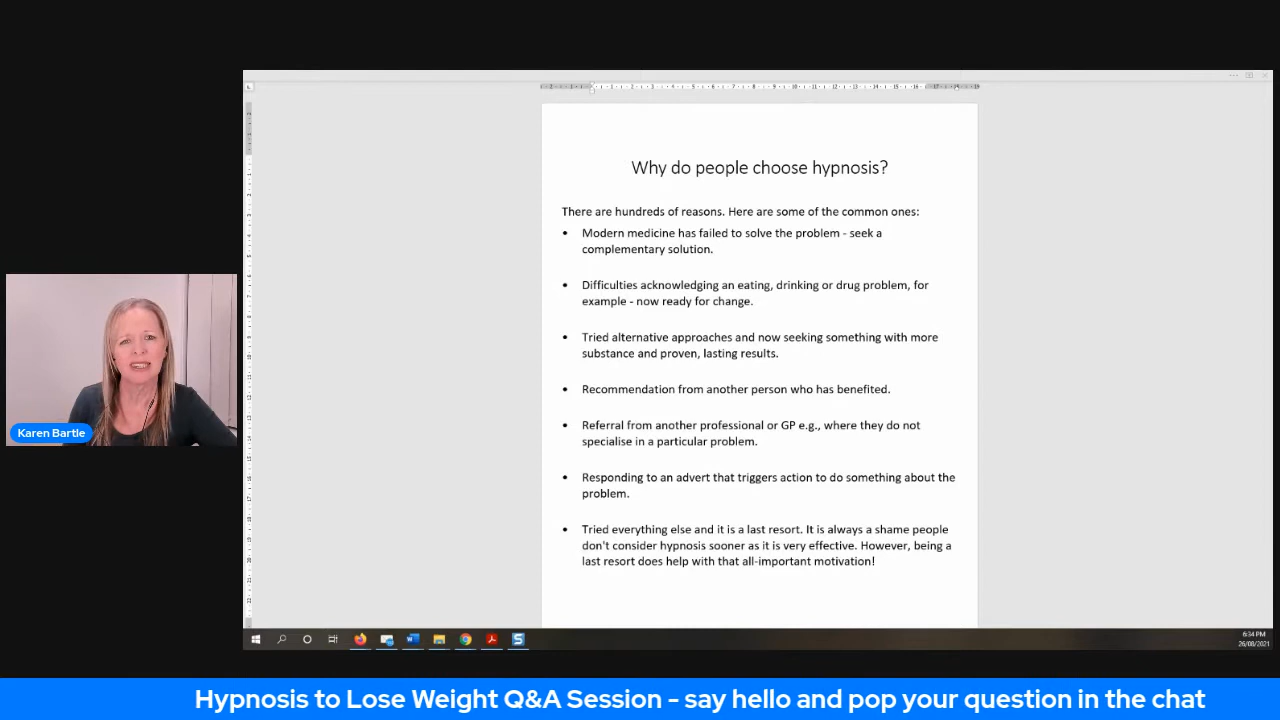 Why do people choose hypnosis?
There are hundreds of reasons. Here are some of the common ones:
• Modern medicine has failed to solve the problem - seek a
complementary solution.
• Difficulties acknowledging an eating, drinking or drug problem, for
example - now ready for change.
• Tried alternative approaches and now seeking something with more
substance and proven, lasting results.
• Recommendation from another person who has benefited.
• Referral from another professional or GP e.g., where they do not
specialise in a particular problem.
• Responding to an advert that triggers action to do something about the
problem.
• Tried everything else and it is a last resort. It is always a shame people
don't consider hypnosis sooner as it is very effective. However, being a
last resort does help with that all-important motivation!
Karen Bartle
6:34 PM
26/08/2021
Hypnosis to Lose Weight Q&A Session - say hello and pop your question in the chat